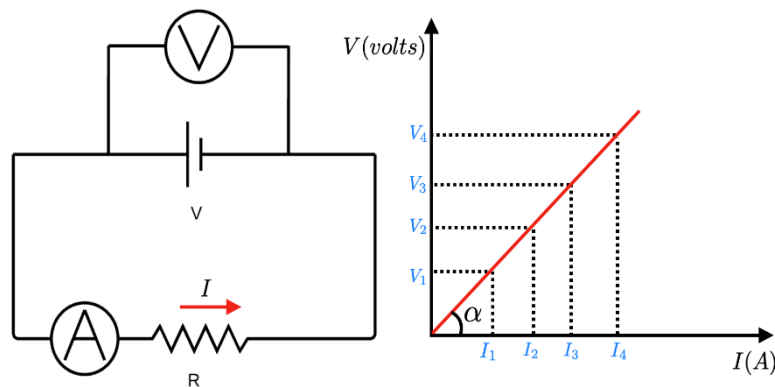 V
V
I
A
R
V(volts)
V₄
V₃
V₂
V₁
α
I₁ I₂ I₃ I₄
I(A)